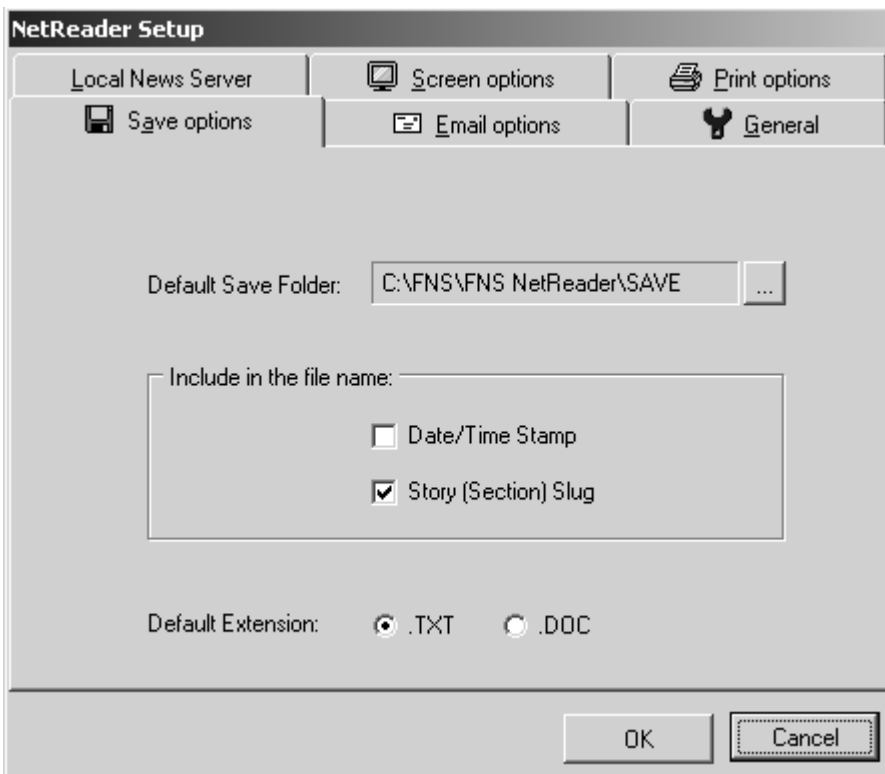 NetReader Setup
Local News Server
Screen options
Print options
Save options
Email options
General
Default Save Folder: C:\FNS\FNS NetReader\SAVE ...
Include in the file name:
Date/Time Stamp
Story (Section) Slug
Default Extension: .TXT .DOC
OK Cancel